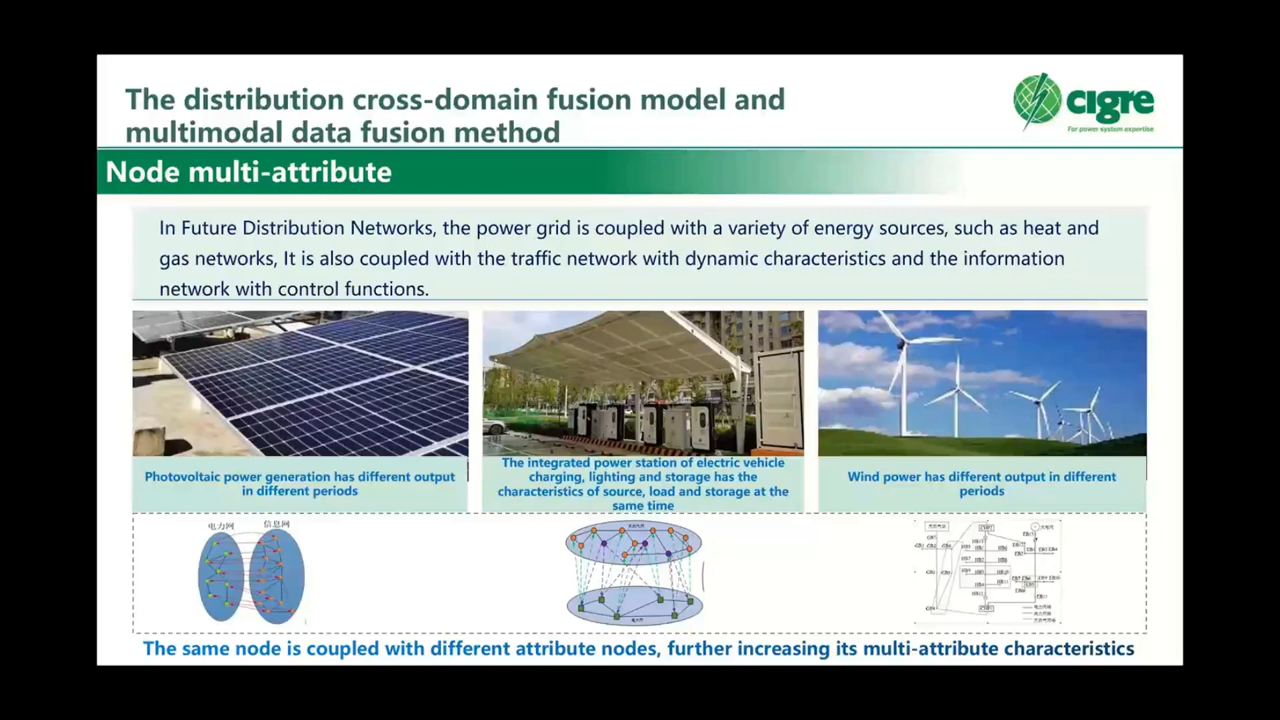 The distribution cross-domain fusion model and
multimodal data fusion method
cigre
For power system expertise
Node multi-attribute
In Future Distribution Networks, the power grid is coupled with a variety of energy sources, such as heat and
gas networks, It is also coupled with the traffic network with dynamic characteristics and the information
network with control functions.
Photovoltaic power generation has different output
in different periods
The integrated power station of electric vehicle
charging, lighting and storage has the
characteristics of source, load and storage at the
same time
Wind power has different output in different
periods
电力网
信息网
The same node is coupled with different attribute nodes, further increasing its multi-attribute characteristics